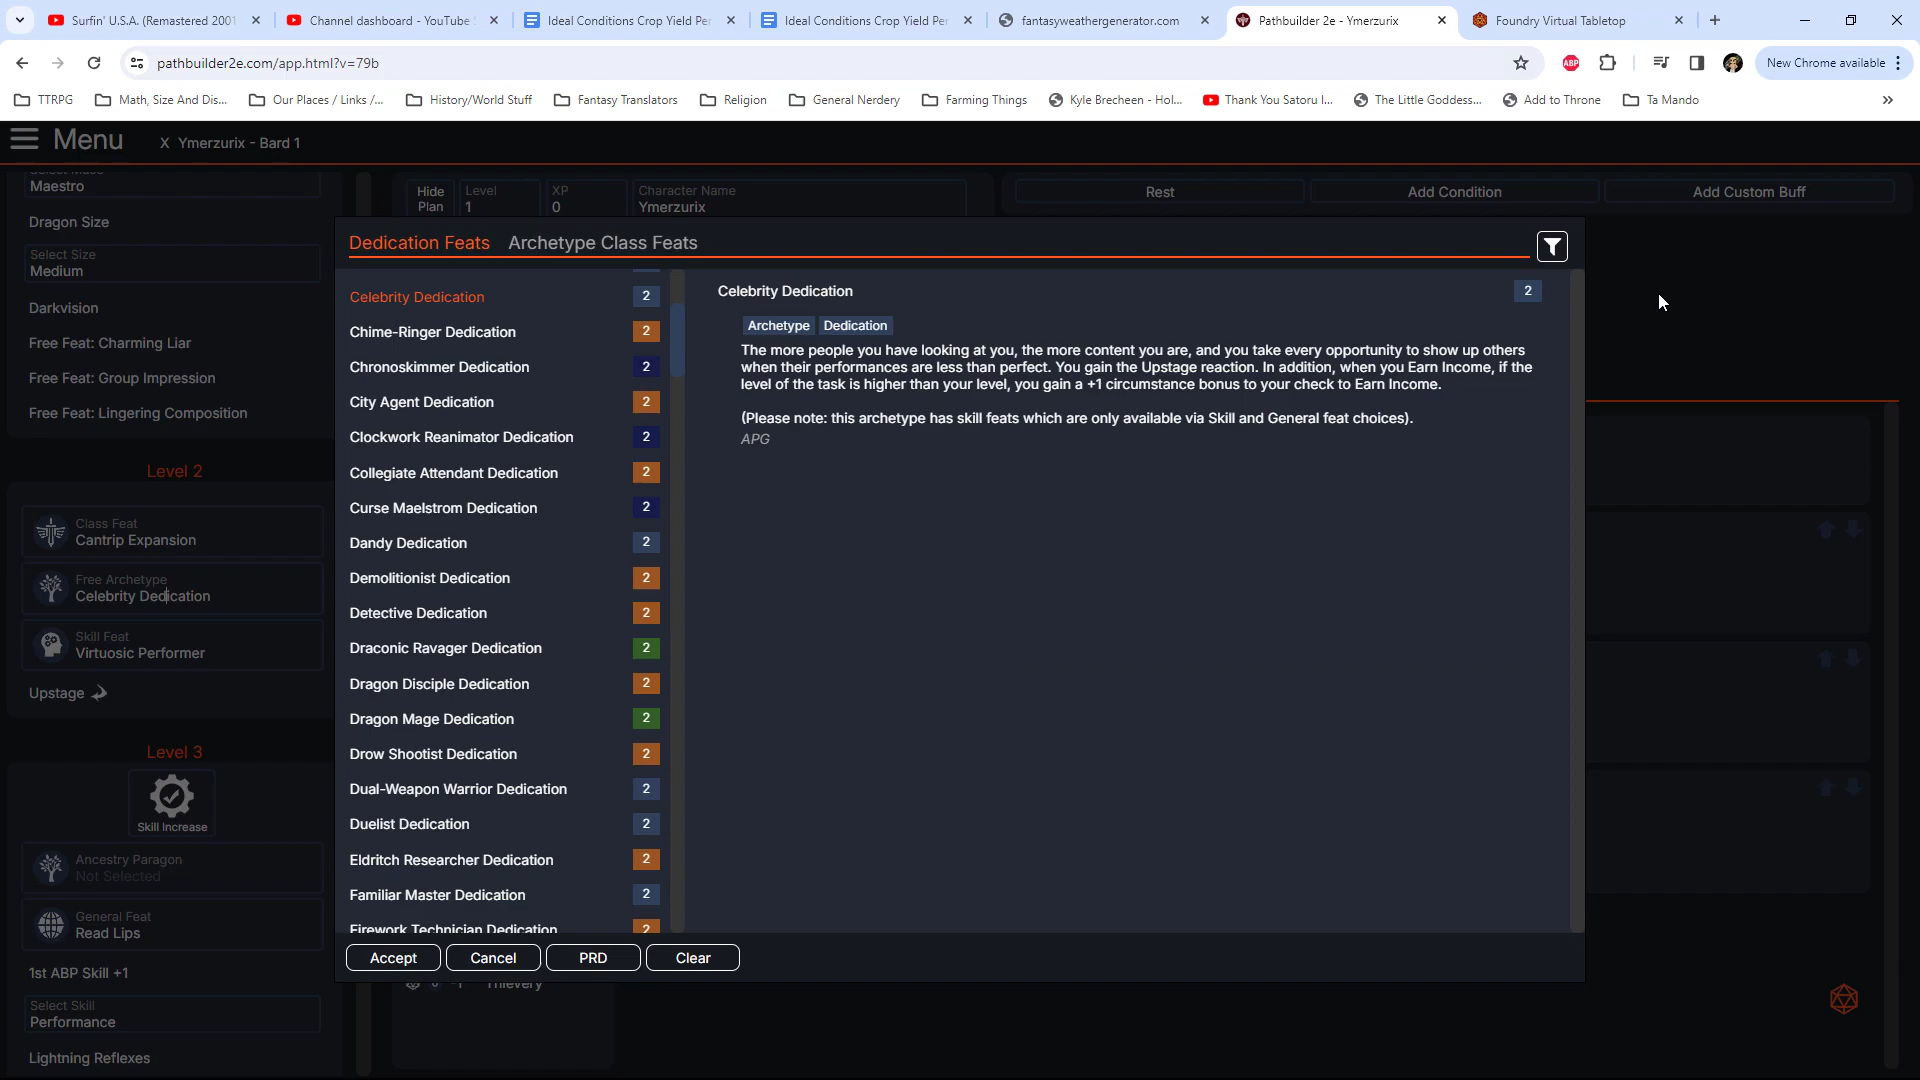 Surfin' U.S.A. (Remastered 2001
Channel dashboard - YouTube S
Ideal Conditions Crop Yield Per
Ideal Conditions Crop Yield Per
fantasyweathergenerator.com
Pathbuilder 2e - Ymerzurix
Foundry Virtual Tabletop
pathbuilder2e.com/app.html?v=79b
ABP
New Chrome available
TTRPG
Math, Size And Dis...
Our Places / Links /...
History/World Stuff
Fantasy Translators
Religion
General Nerdery
Farming Things
Kyle Brecheen - Hol...
Thank You Satoru I...
The Little Goddess...
Add to Throne
Ta Mando
»
Menu
X Ymerzurix - Bard 1
Maestro
Dragon Size
Select Size
Medium
Darkvision
Free Feat: Charming Liar
Free Feat: Group Impression
Free Feat: Lingering Composition
Level 2
Class Feat
Cantrip Expansion
Free Archetype
Celebrity Dedication
Skill Feat
Virtuosic Performer
Upstage
Level 3
Skill Increase
Ancestry Paragon
Not Selected
General Feat
Read Lips
1st ABP Skill +1
Select Skill
Performance
Lightning Reflexes
Hide
Plan
Level
1
XP
0
Character Name
Ymerzurix
Rest
Add Condition
Add Custom Buff
Dedication Feats
Archetype Class Feats
Celebrity Dedication 2
Chime-Ringer Dedication 2
Chronoskimmer Dedication 2
City Agent Dedication 2
Clockwork Reanimator Dedication 2
Collegiate Attendant Dedication 2
Curse Maelstrom Dedication 2
Dandy Dedication 2
Demolitionist Dedication 2
Detective Dedication 2
Draconic Ravager Dedication 2
Dragon Disciple Dedication 2
Dragon Mage Dedication 2
Drow Shootist Dedication 2
Dual-Weapon Warrior Dedication 2
Duelist Dedication 2
Eldritch Researcher Dedication 2
Familiar Master Dedication 2
Firework Technician Dedication 2
Celebrity Dedication 2
Archetype Dedication
The more people you have looking at you, the more content you are, and you take every opportunity to show up others
when their performances are less than perfect. You gain the Upstage reaction. In addition, when you Earn Income, if the
level of the task is higher than your level, you gain a +1 circumstance bonus to your check to Earn Income.
(Please note: this archetype has skill feats which are only available via Skill and General feat choices).
APG
Accept
Cancel
PRD
Clear
Thievery